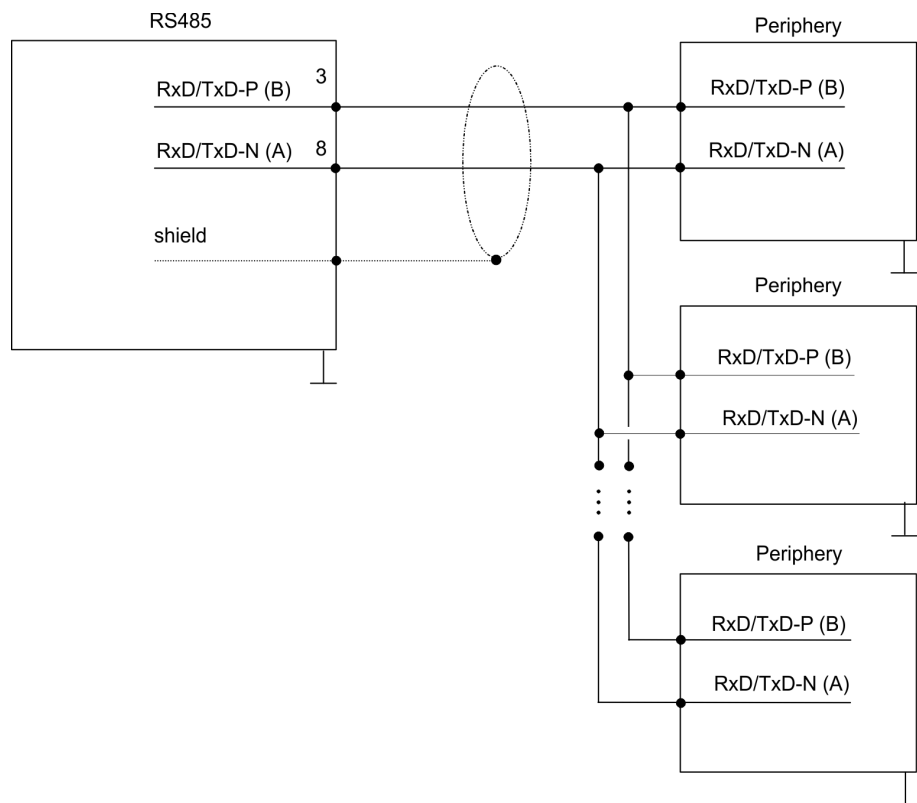 RS485
RxD/TxD-P (B)
3
RxD/TxD-N (A)
8
shield
Periphery
RxD/TxD-P (B)
RxD/TxD-N (A)
Periphery
RxD/TxD-P (B)
RxD/TxD-N (A)
Periphery
RxD/TxD-P (B)
RxD/TxD-N (A)